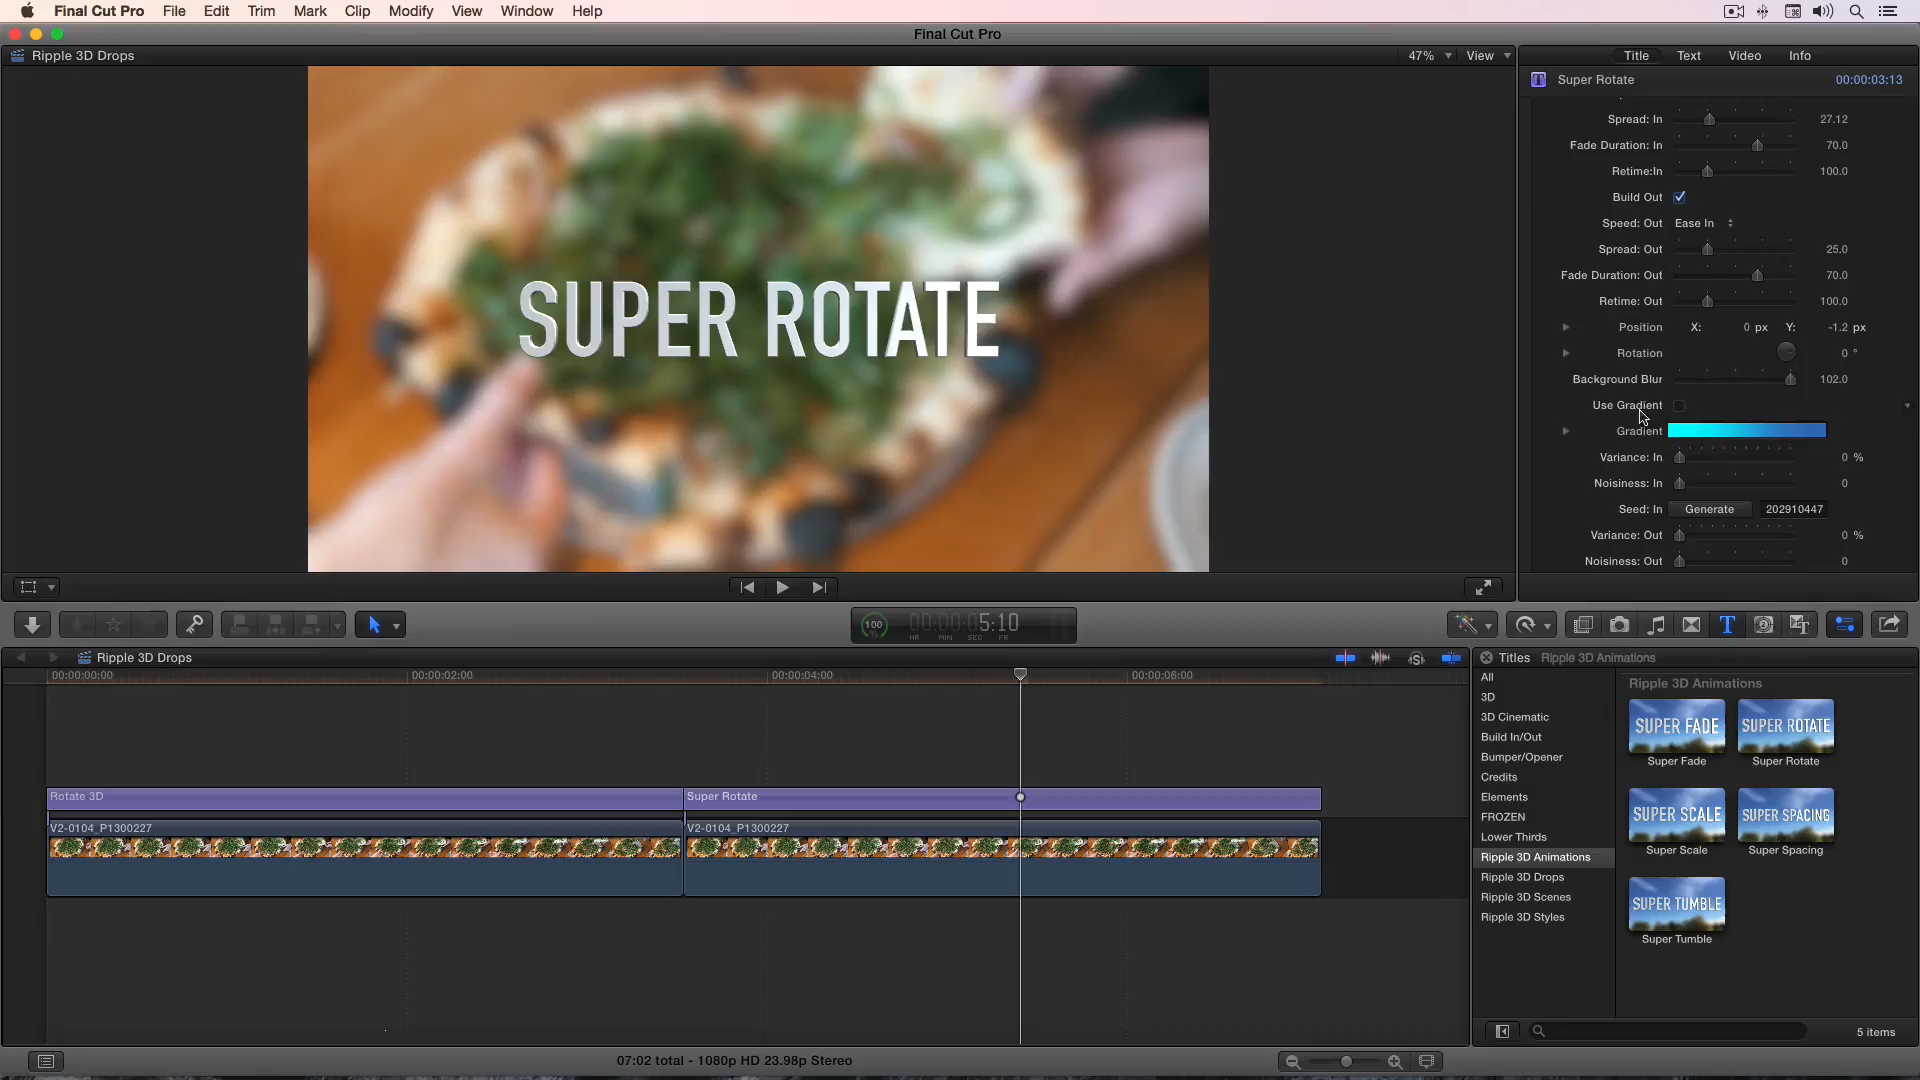 Final Cut Pro File Edit Trim Mark Clip Modify View Window Help
Final Cut Pro
Ripple 3D Drops 47% View
Title Text Video Info
Super Rotate 00:00:03:13
Spread: In 27.12
Fade Duration: In 70.0
Retime:In 100.0
Build Out
Speed: Out Ease In
Spread: Out 25.0
Fade Duration: Out 70.0
Retime: Out 100.0
Position X: 0 px Y: -1.2 px
Rotation 0 °
Background Blur 102.0
Use Gradient
Gradient
Variance: In 0 %
Noisiness: In 0
Seed: In Generate 202910447
Variance: Out 0 %
Noisiness: Out 0
SUPER ROTATE
100 % 00:00:05:10
HR MIN SEC FR
Ripple 3D Drops
00:00:00:00 00:00:02:00 00:00:04:00 00:00:06:00
Rotate 3D Super Rotate
V2-0104_P1300227 V2-0104_P1300227
07:02 total - 1080p HD 23.98p Stereo
Titles Ripple 3D Animations
All
3D
3D Cinematic
Build In/Out
Bumper/Opener
Credits
Elements
FROZEN
Lower Thirds
Ripple 3D Animations
Ripple 3D Drops
Ripple 3D Scenes
Ripple 3D Styles
Ripple 3D Animations
SUPER FADE SUPER ROTATE
Super Fade Super Rotate
SUPER SCALE SUPER SPACING
Super Scale Super Spacing
SUPER TUMBLE
Super Tumble
5 items